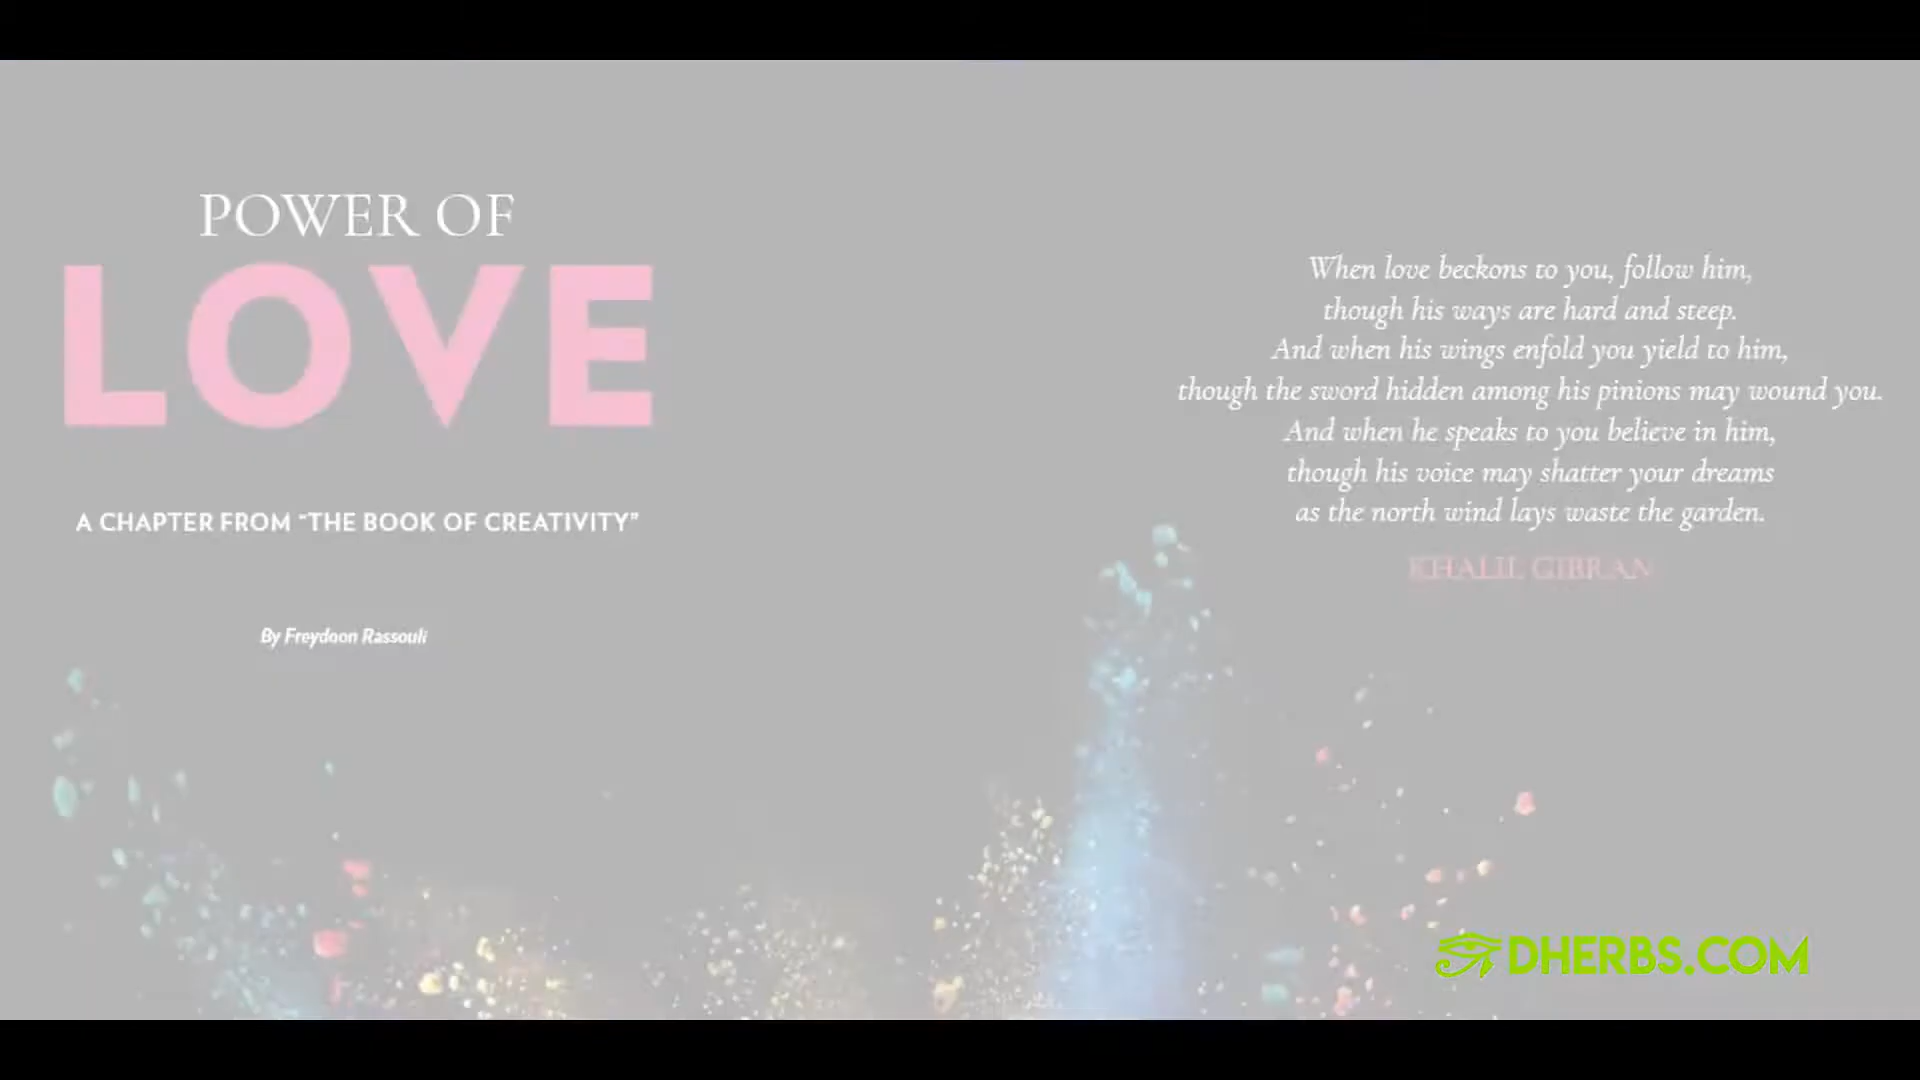 POWER OF
LOVE
A CHAPTER FROM "THE BOOK OF CREATIVITY"
By Freydoon Rassouli
When love beckons to you, follow him,
though his ways are hard and steep.
And when his wings enfold you yield to him,
though the sword hidden among his pinions may wound you.
And when he speaks to you believe in him,
though his voice may shatter your dreams
as the north wind lays waste the garden.
KHALIL GIBRAN
DHERBS.COM